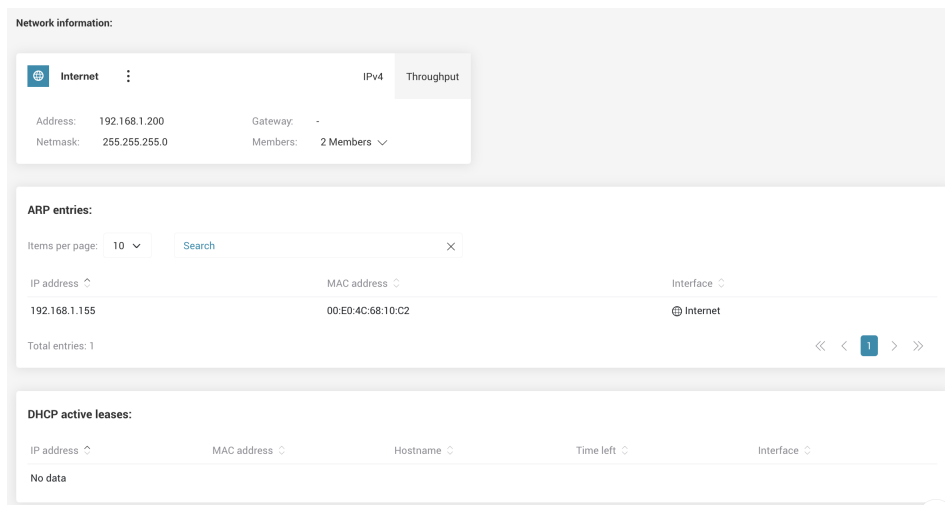 Network information:
Internet IPv4 Throughput
Address: 192.168.1.200 Gateway: -
Netmask: 255.255.255.0 Members: 2 Members
ARP entries:
Items per page: 10 Search
IP address MAC address Interface
192.168.1.155 00:E0:4C:68:10:C2 Internet
Total entries: 1 1
DHCP active leases:
IP address MAC address Hostname Time left Interface
No data